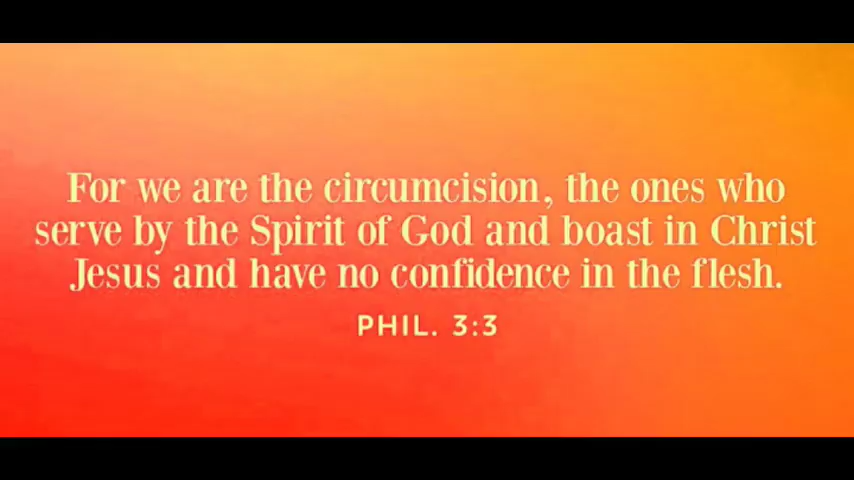 For we are the circumcision, the ones who
serve by the Spirit of God and boast in Christ
Jesus and have no confidence in the flesh.
PHIL. 3:3